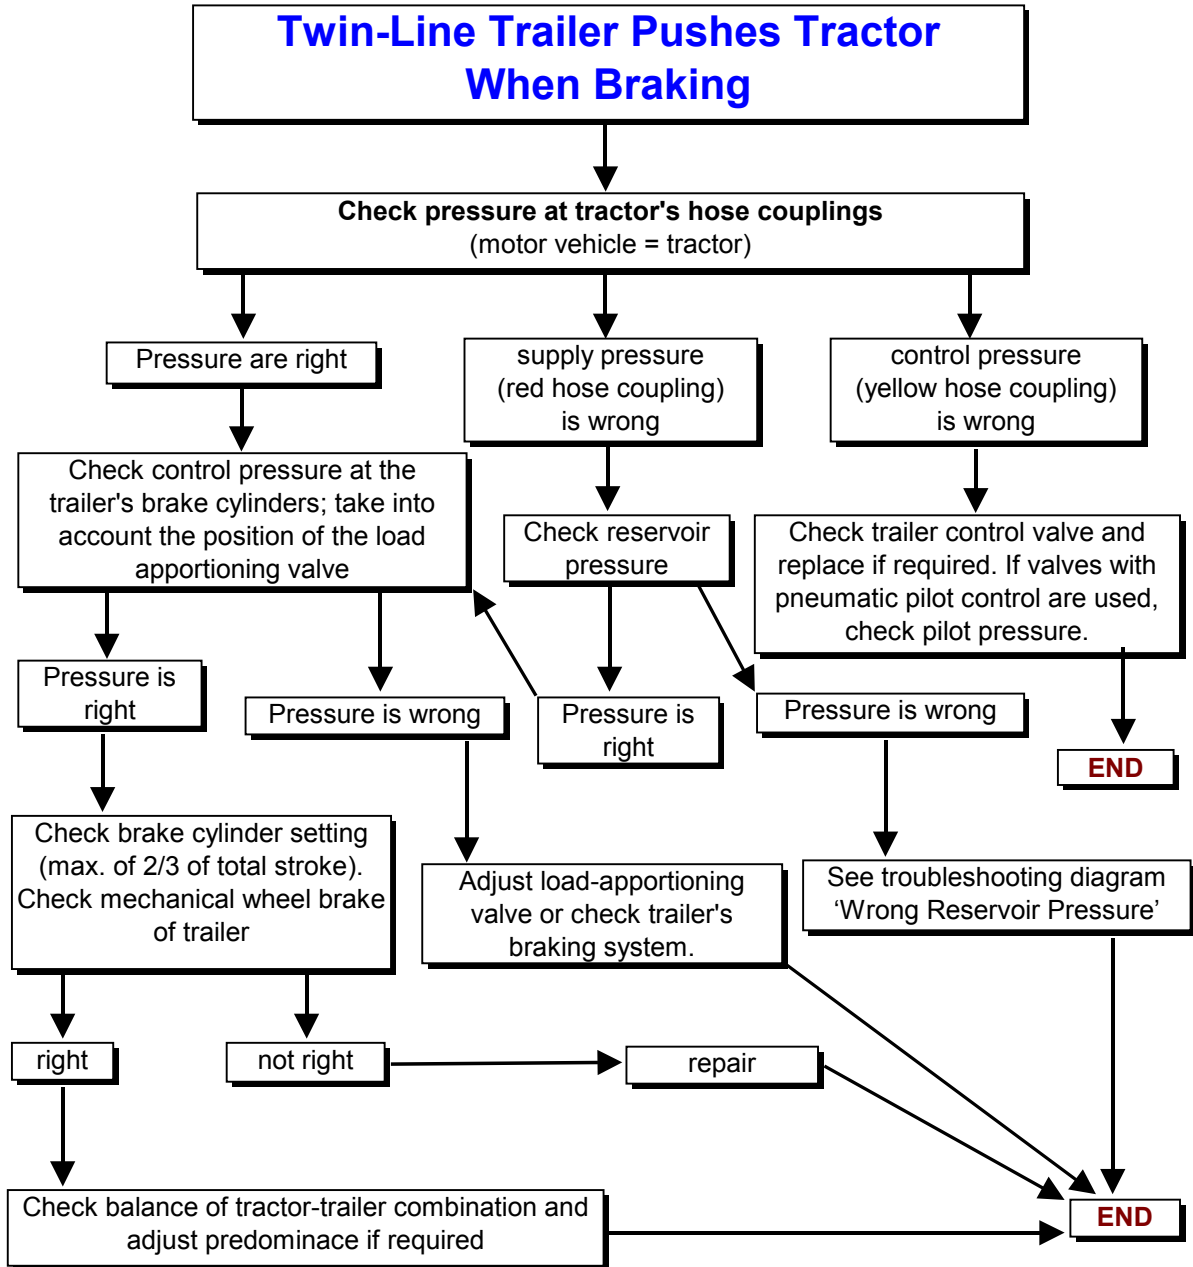 Twin-Line Trailer Pushes Tractor
When Braking
Check pressure at tractor's hose couplings
(motor vehicle = tractor)
Pressure are right
supply pressure
(red hose coupling)
is wrong
control pressure
(yellow hose coupling)
is wrong
Check control pressure at the
trailer's brake cylinders; take into
account the position of the load
apportioning valve
Check reservoir
pressure
Check trailer control valve and
replace if required. If valves with
pneumatic pilot control are used,
check pilot pressure.
Pressure is
right
Pressure is wrong
Pressure is
right
Pressure is wrong
END
Check brake cylinder setting
(max. of 2/3 of total stroke).
Check mechanical wheel brake
of trailer
Adjust load-apportioning
valve or check trailer's
braking system.
See troubleshooting diagram
‘Wrong Reservoir Pressure’
right
not right
repair
Check balance of tractor-trailer combination and
adjust predominace if required
END